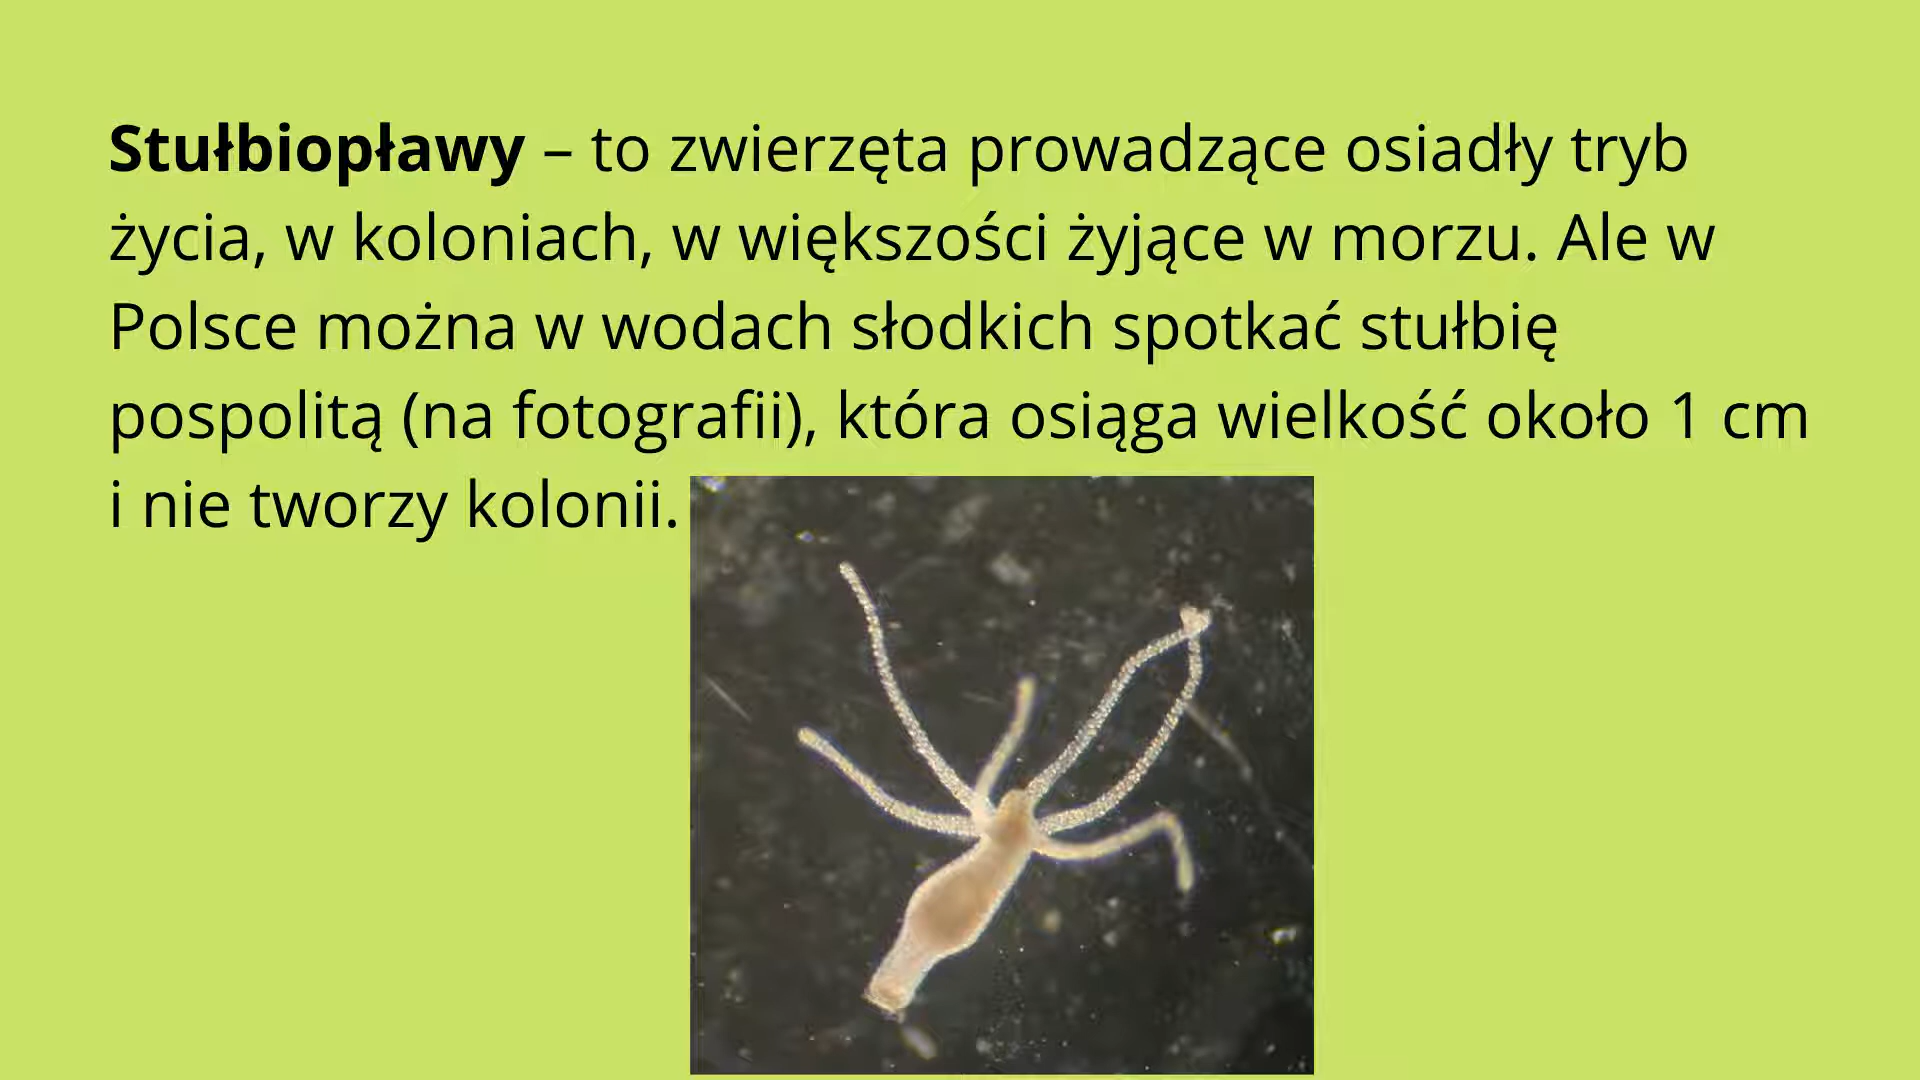 Stułbiopławy – to zwierzęta prowadzące osiadły tryb
życia, w koloniach, w większości żyjące w morzu. Ale w
Polsce można w wodach słodkich spotkać stułbię
pospolitą (na fotografii), która osiąga wielkość około 1 cm
i nie tworzy kolonii.